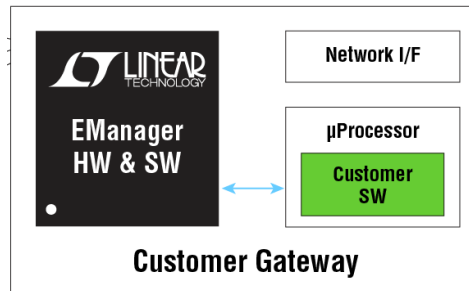 LINEAR
TECHNOLOGY
EManager
HW & SW
Network I/F
µProcessor
Customer
SW
Customer Gateway